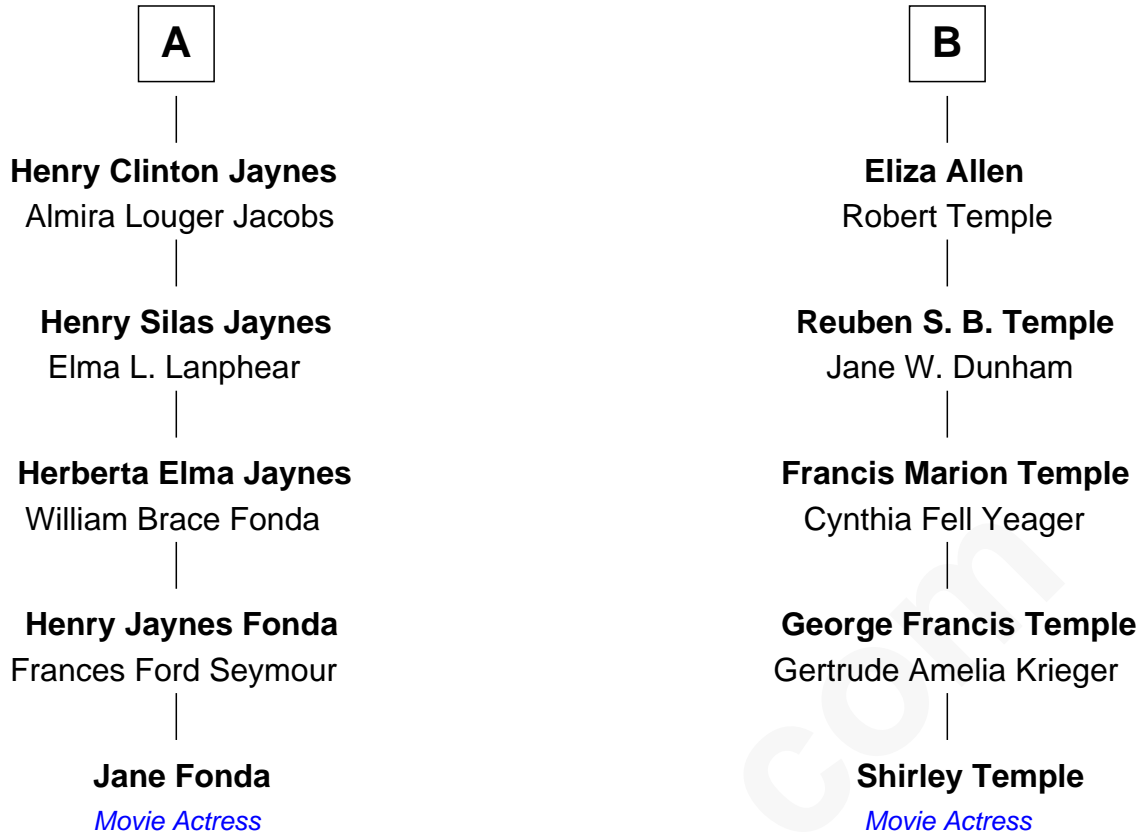 A
Henry Clinton Jaynes
Almira Louger Jacobs
Henry Silas Jaynes
Elma L. Lanphear
Herberta Elma Jaynes
William Brace Fonda
Henry Jaynes Fonda
Frances Ford Seymour
Jane Fonda
Movie Actress
B
Eliza Allen
Robert Temple
Reuben S. B. Temple
Jane W. Dunham
Francis Marion Temple
Cynthia Fell Yeager
George Francis Temple
Gertrude Amelia Krieger
Shirley Temple
Movie Actress
com